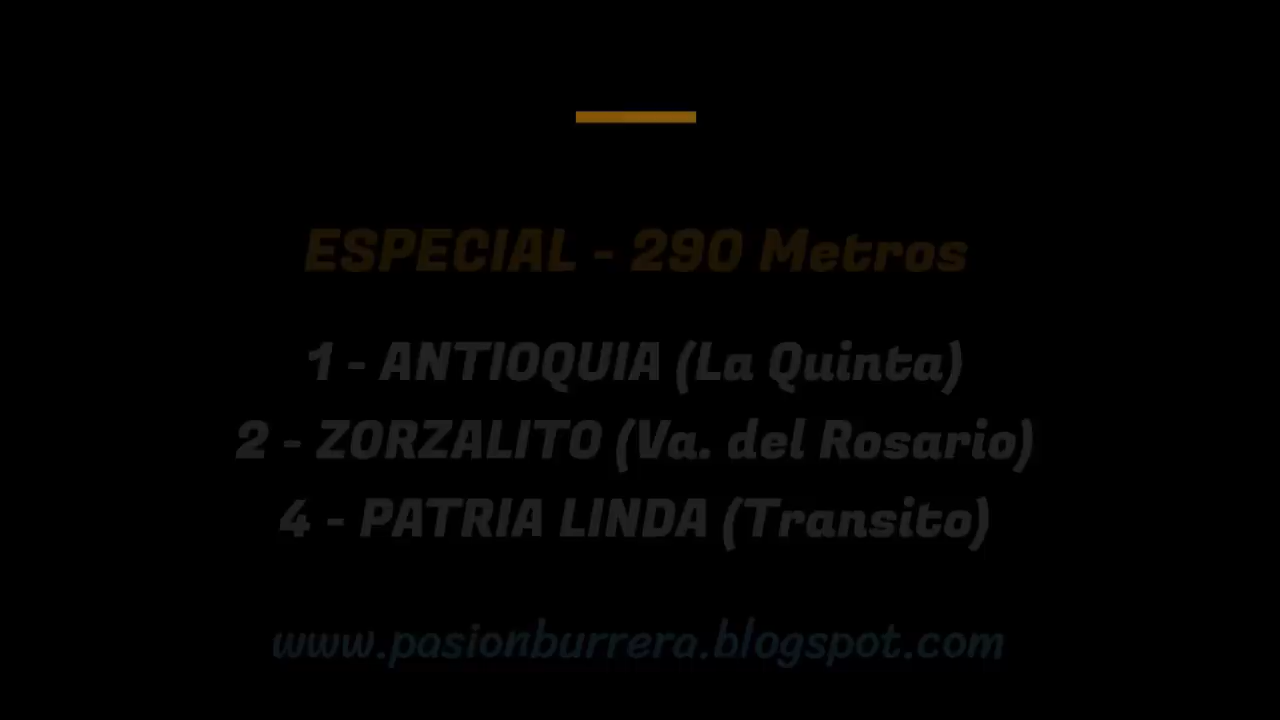 ESPECIAL - 290 Metros
1 - ANTIOQUIA (La Quinta)
2 - ZORZALITO (Va. del Rosario)
4 - PATRIA LINDA (Transito)
www.pasionburrera.blogspot.com